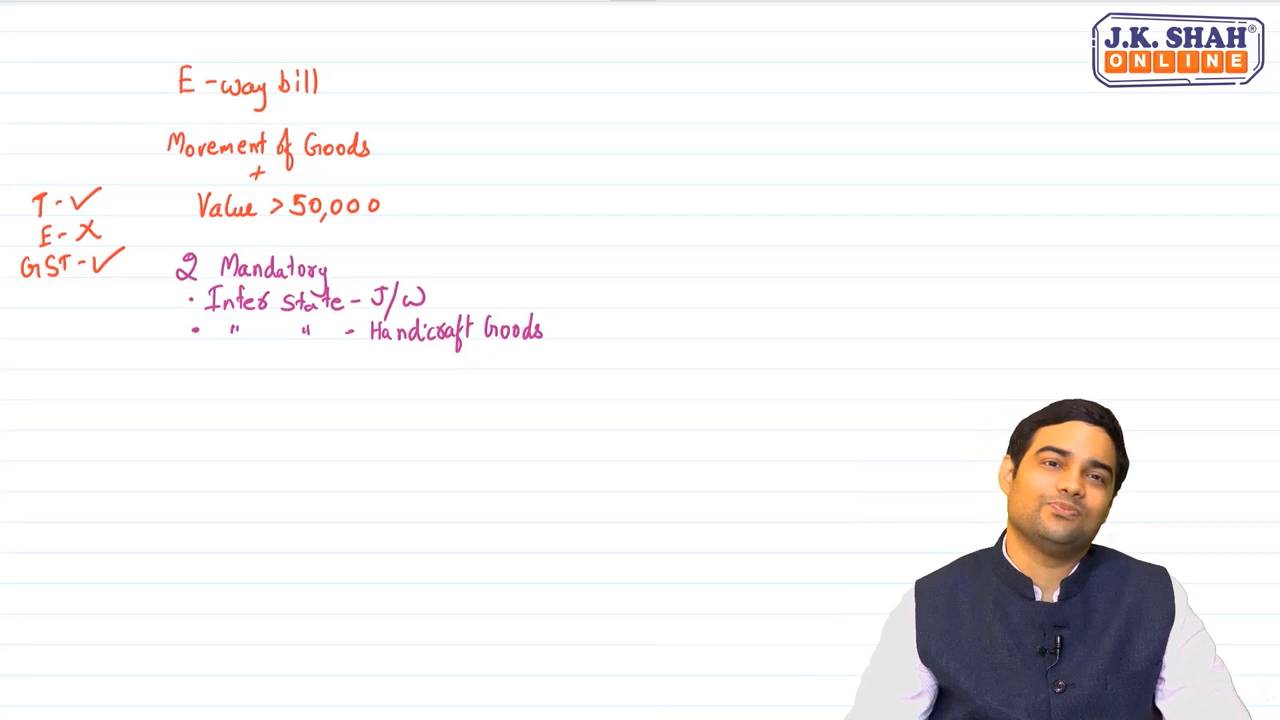 J.K. SHAH®
ONLINE
E-way bill
Movement of Goods
+
Value > 50,000
T - ✓
E - X
GST - ✓
2 Mandatory
• Inter state - J/W
• " " - Handicraft Goods